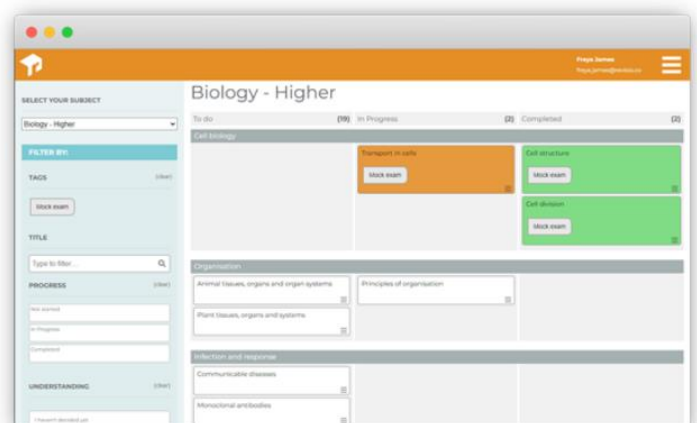 Freya James
SELECT YOUR SUBJECT
Biology - Higher
FILTER BY:
TAGS (clear)
Mock exam
TITLE
Type to filter...
PROGRESS (clear)
Not started
In Progress
Completed
UNDERSTANDING (clear)
I haven't decided yet
Biology - Higher
To do (19) In Progress (2) Completed (2)
Cell biology
Transport in cells
Mock exam
Cell structure
Mock exam
Cell division
Mock exam
Organisation
Animal tissues, organs and organ systems
Principles of organisation
Plant tissues, organs and systems
Infection and response
Communicable diseases
Monoclonal antibodies